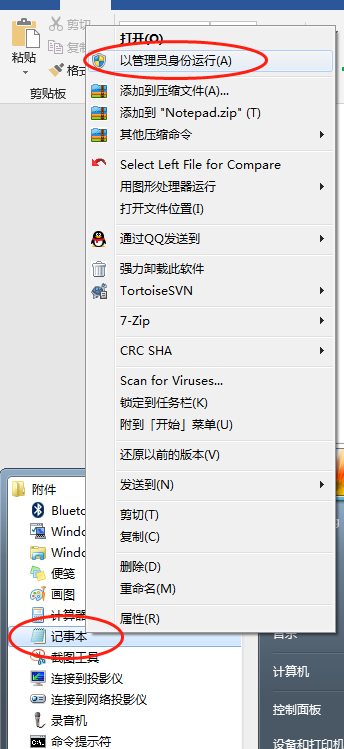 剪切
复制
粘贴
格式
剪贴板
打开(O)
以管理员身份运行(A)
添加到压缩文件(A)...
添加到 "Notepad.zip" (T)
其他压缩命令
Select Left File for Compare
用图形处理器运行
打开文件位置(I)
通过QQ发送到
强力卸载此软件
TortoiseSVN
7-Zip
CRC SHA
Scan for Viruses...
锁定到任务栏(K)
附到「开始」菜单(U)
还原以前的版本(V)
发送到(N)
剪切(T)
复制(C)
删除(D)
重命名(M)
属性(R)
附件
Bluetoo
Window
Window
便笺
画图
计算器
记事本
截图工具
连接到投影仪
连接到网络投影仪
录音机
命令提示符
音乐
计算机
控制面板
设备和打印机